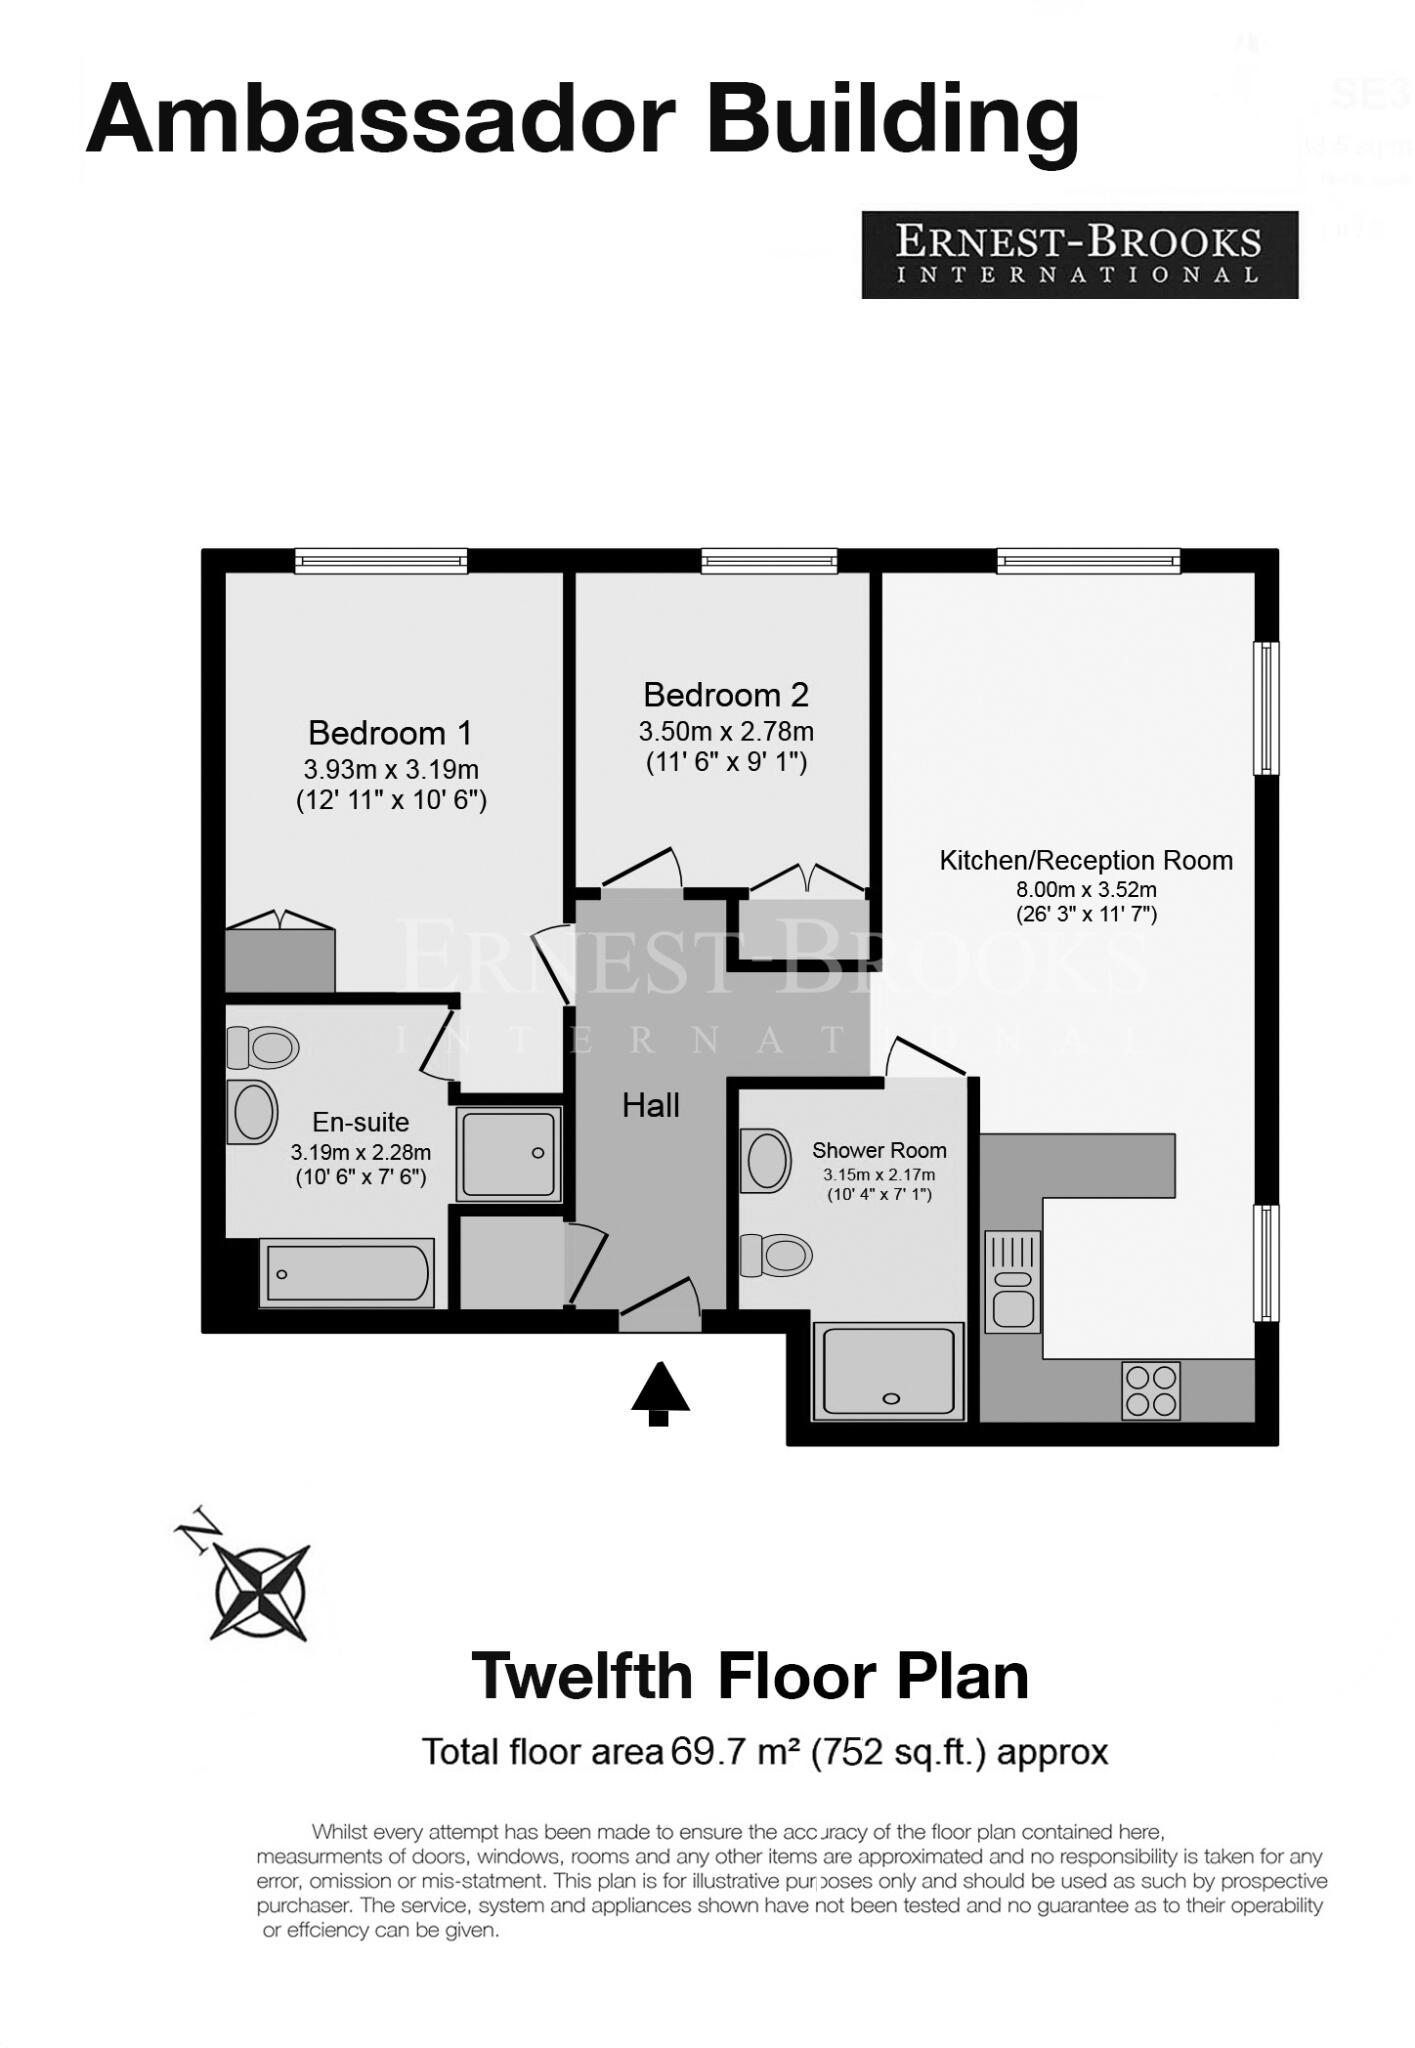 Ambassador Building
SE3
ERNEST-BROOKS
INTERNATIONAL
Bedroom 1
3.93m x 3.19m
(12' 11" x 10' 6")
Bedroom 2
3.50m x 2.78m
(11' 6" x 9' 1")
Kitchen/Reception Room
8.00m x 3.52m
(26' 3" x 11' 7")
ERNEST-BROOKS
INTERNATIONAL
Hall
En-suite
3.19m x 2.28m
(10' 6" x 7' 6")
Shower Room
3.15m x 2.17m
(10' 4" x 7' 1")
N
Twelfth Floor Plan
Total floor area 69.7 m² (752 sq.ft.) approx
Whilst every attempt has been made to ensure the accuracy of the floor plan contained here,
measurments of doors, windows, rooms and any other items are approximated and no responsibility is taken for any
error, omission or mis-statment. This plan is for illustrative purposes only and should be used as such by prospective
purchaser. The service, system and appliances shown have not been tested and no guarantee as to their operability
or effciency can be given.